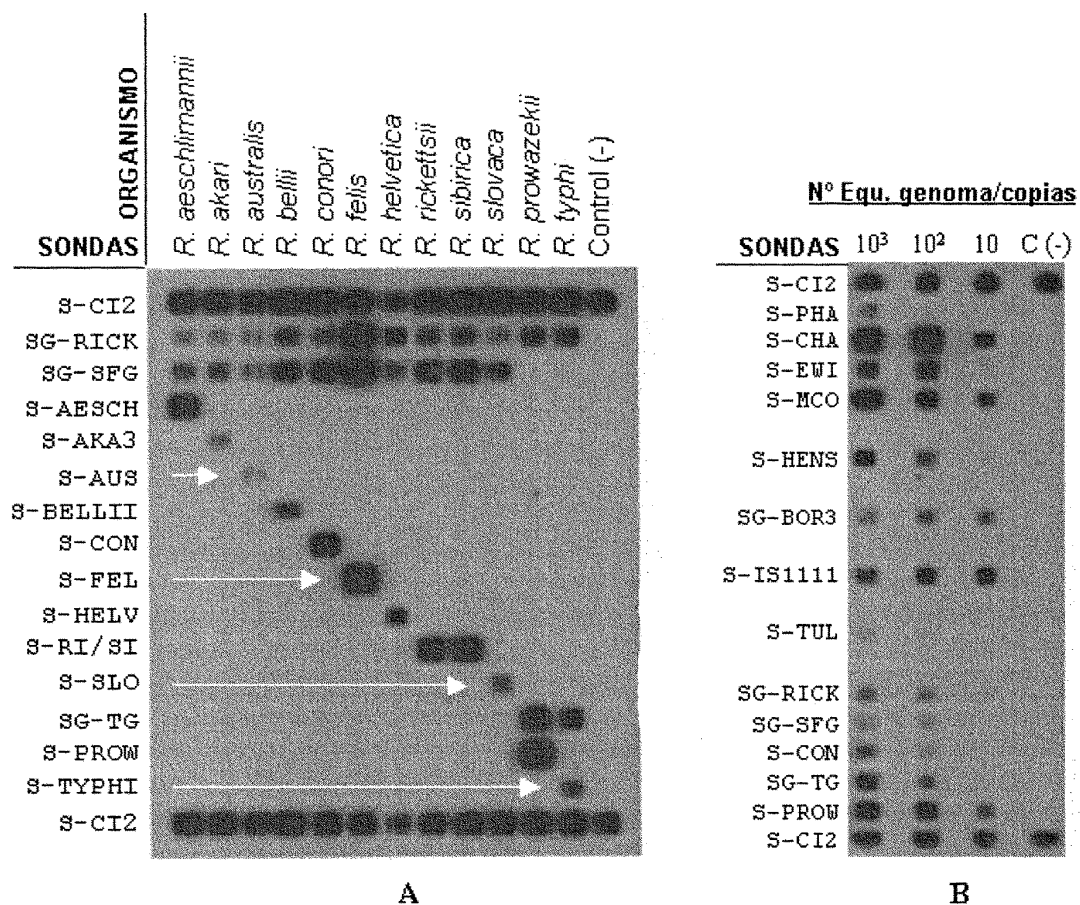 ORGANISMO
R. aeschlimannii
R. akari
R. australis
R. bellii
R. conori
R. felis
R. helvetica
R. rickettsii
R. sibirica
R. slovaca
R. prowazekii
R. typhi
Control (-)
SONDAS
S-CI2
SG-RICK
SG-SFG
S-AESCH
S-AKA3
S-AUS
S-BELLII
S-CON
S-FEL
S-HELV
S-RI/SI
S-SLO
SG-TG
S-PROW
S-TYPHI
S-CI2
A
Nº Equ. genoma/copias
SONDAS 10³ 10² 10 C (-)
S-CI2
S-PHA
S-CHA
S-EWI
S-MCO
S-HENS
SG-BOR3
S-IS1111
S-TUL
SG-RICK
SG-SFG
S-CON
SG-TG
S-PROW
S-CI2
B